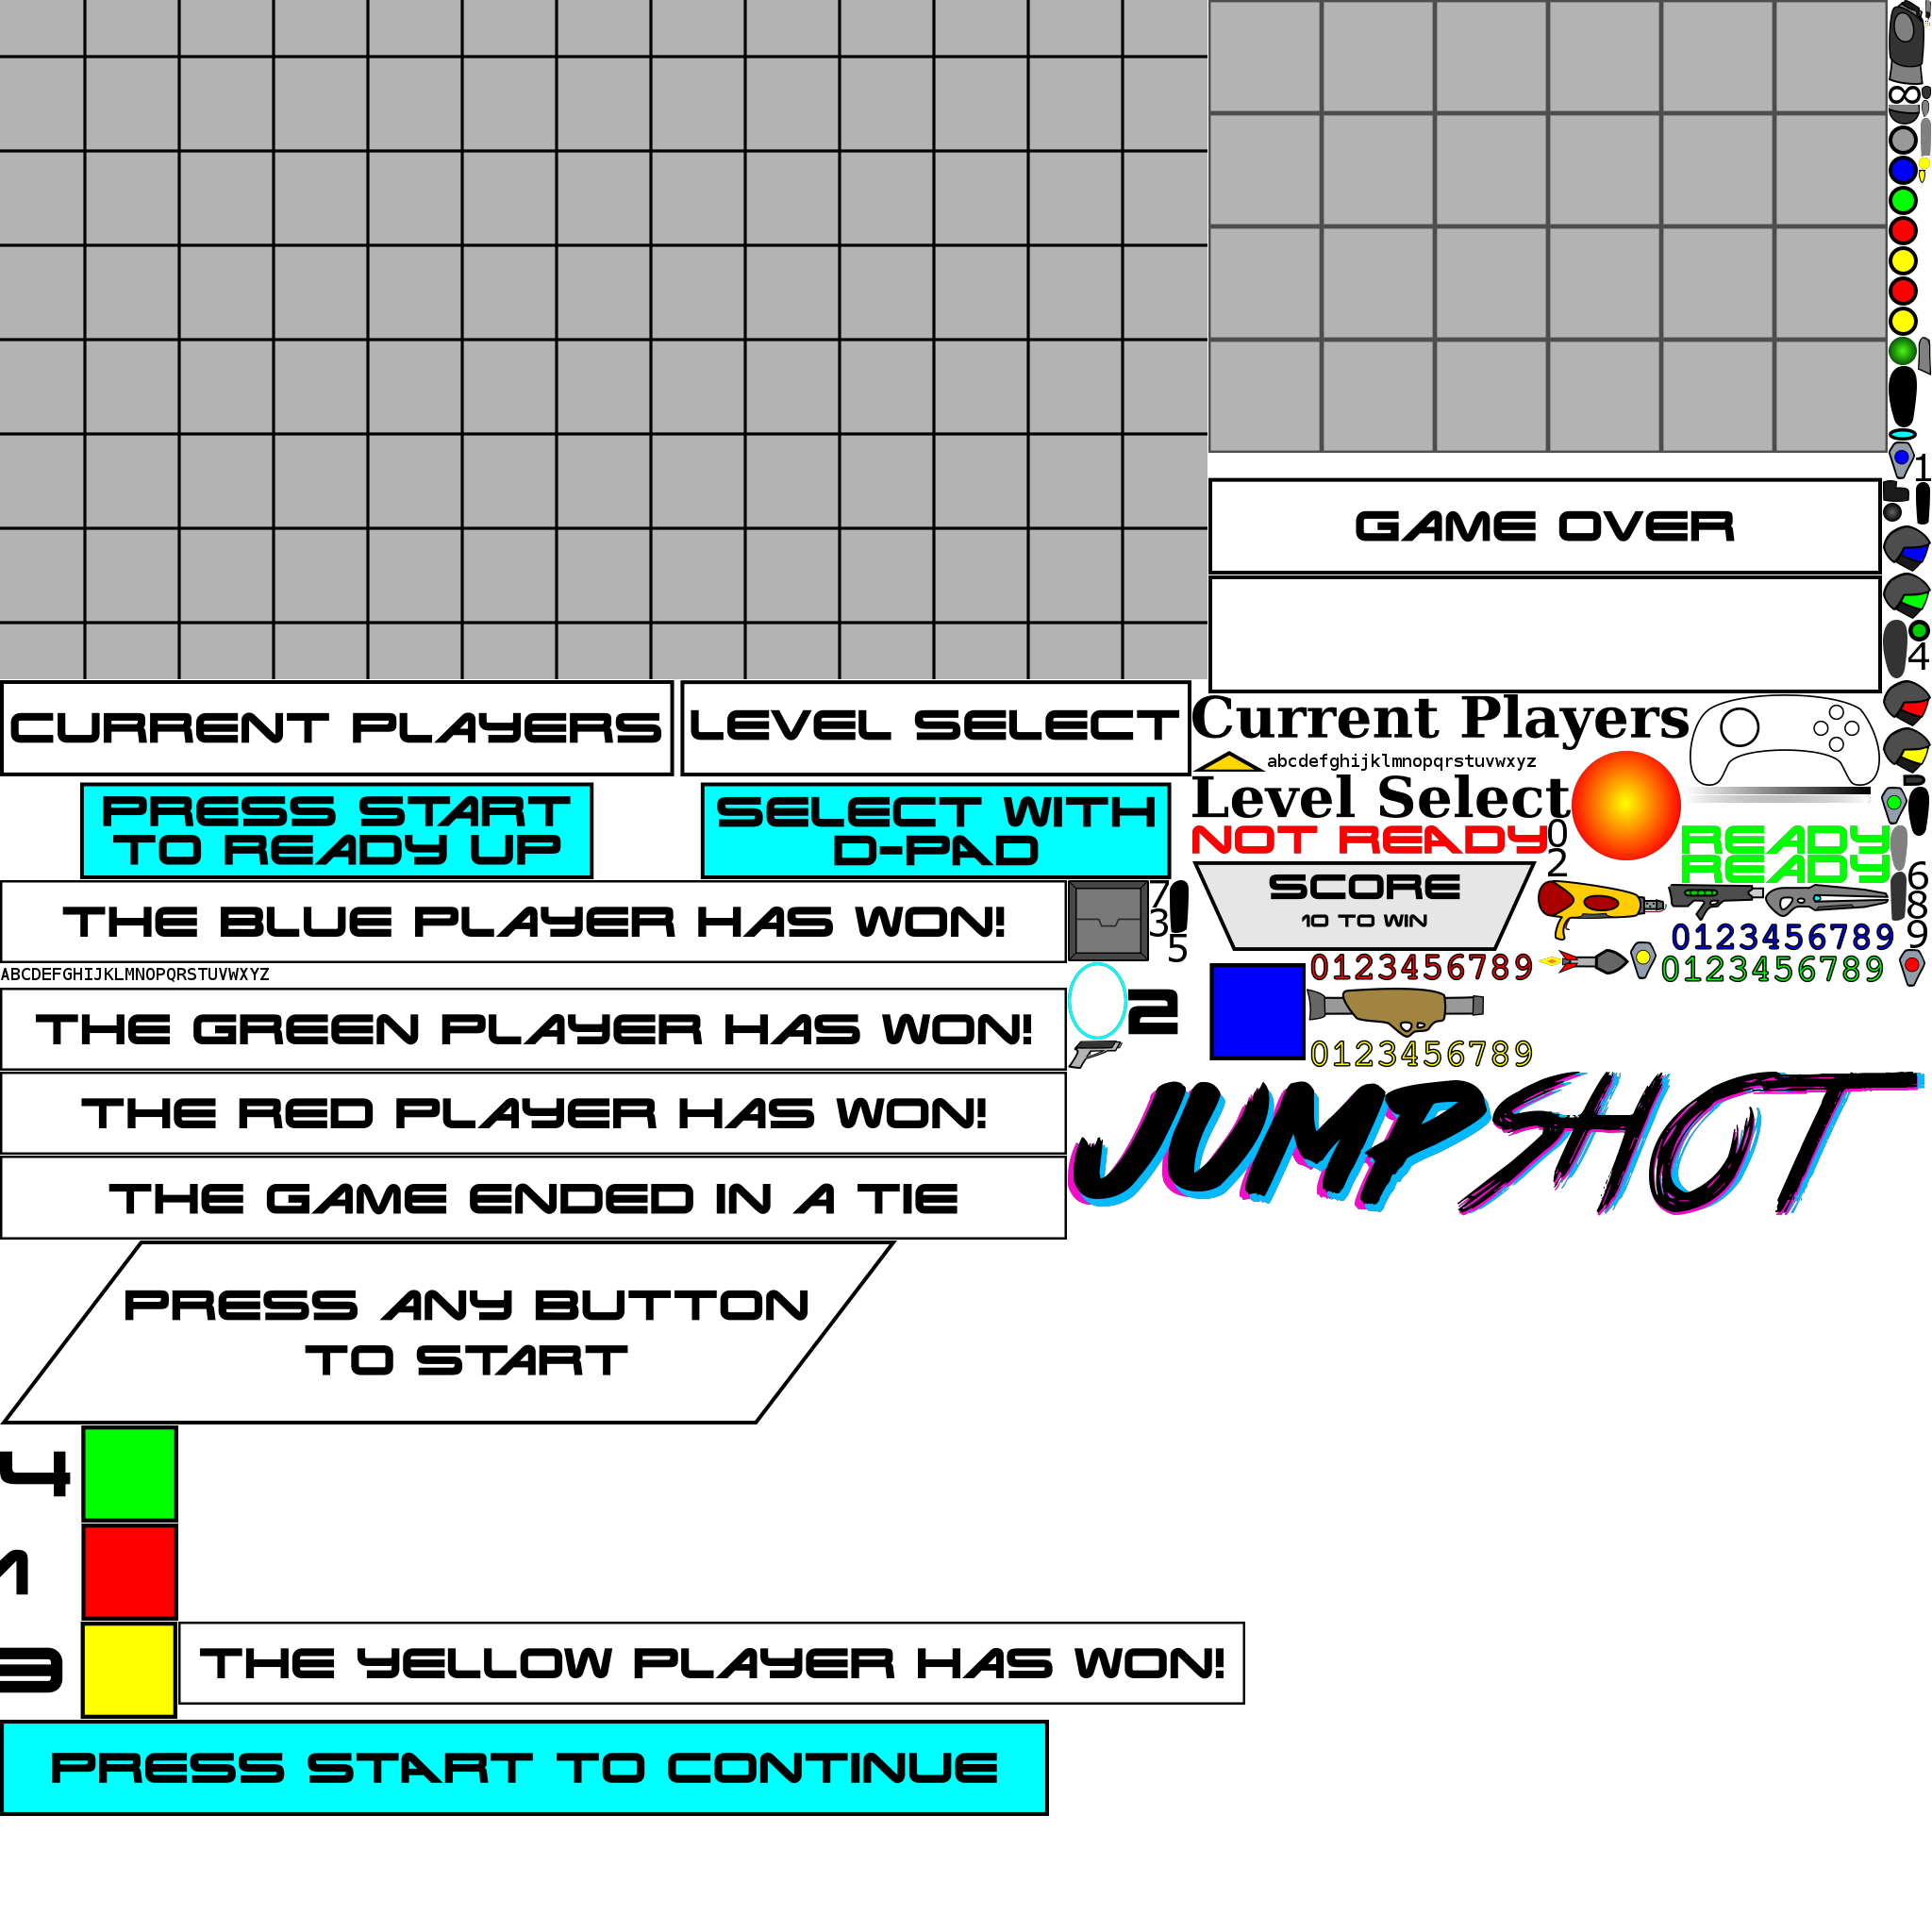 1
GAME OVER
4
CURRENT PLAYERS
LEVEL SELECT
Current Players
abcdefghijklmnopqrstuvwxyz
Level Select
PRESS START
TO READY UP
SELECT WITH
D-PAD
NOT READY
0
2
READY
READY
SCORE
10 TO WIN
6
8
9
THE BLUE PLAYER HAS WON!
7
3
5
0123456789
0123456789
0123456789
ABCDEFGHIJKLMNOPQRSTUVWXYZ
THE GREEN PLAYER HAS WON!
2
0123456789
THE RED PLAYER HAS WON!
JUMP SHOT
THE GAME ENDED IN A TIE
PRESS ANY BUTTON
TO START
4
1
3
THE YELLOW PLAYER HAS WON!
PRESS START TO CONTINUE